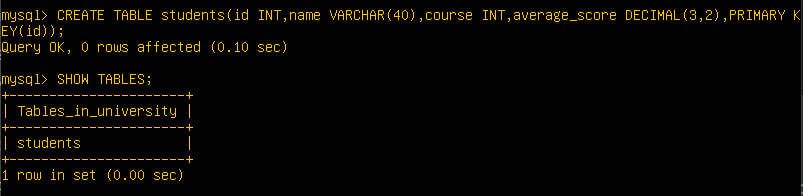 mysql> CREATE TABLE students(id INT,name VARCHAR(40),course INT,average_score DECIMAL(3,2),PRIMARY K
EY(id));
Query OK, 0 rows affected (0.10 sec)
mysql> SHOW TABLES;
+----------------------+
| Tables_in_university |
+----------------------+
| students             |
+----------------------+
1 row in set (0.00 sec)